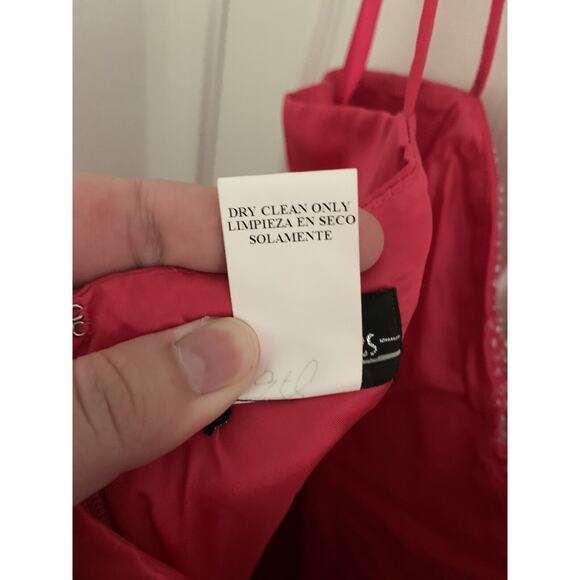 DRY CLEAN ONLY
LIMPIEZA EN SECO
SOLAMENTE